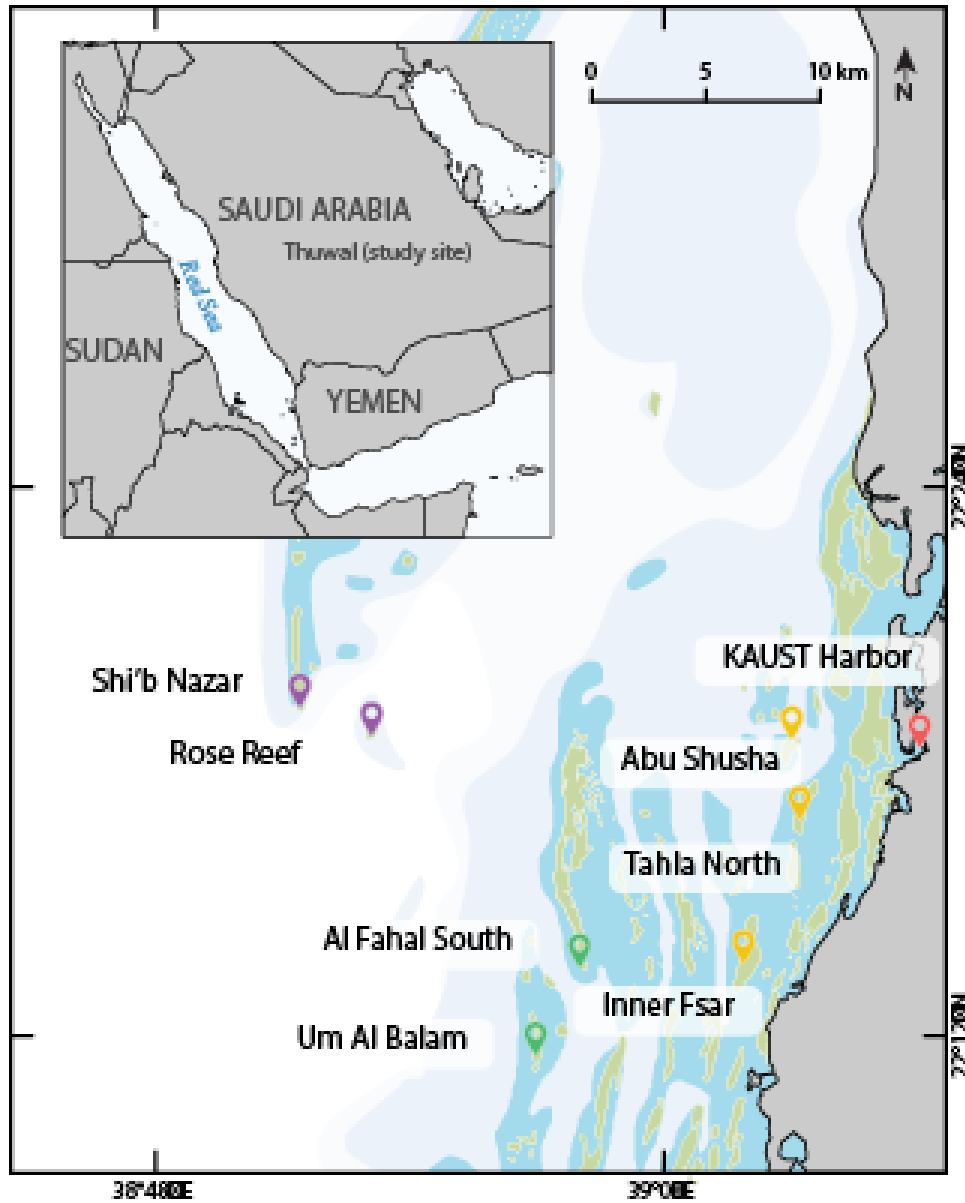 0 5 10 km
N
SAUDI ARABIA
Thuwal (study site)
Red Sea
SUDAN
YEMEN
KAUST Harbor
Shi'b Nazar
Rose Reef
Abu Shusha
Tahla North
Al Fahal South
Inner Fsar
Um Al Balam